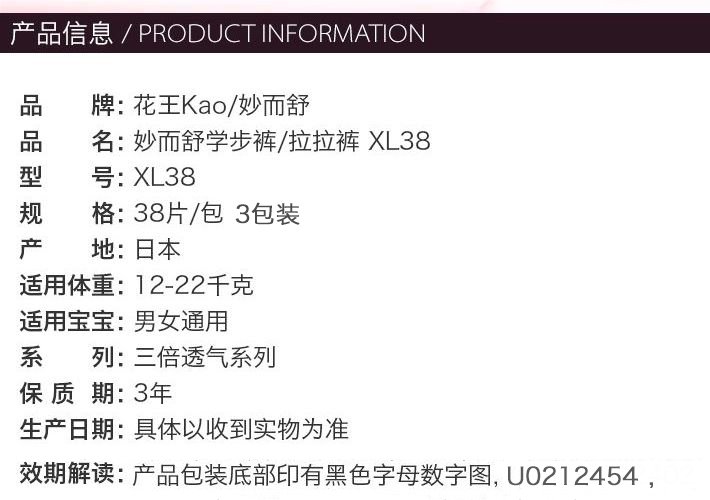 产品信息 / PRODUCT INFORMATION
品 牌: 花王Kao/妙而舒
品 名: 妙而舒学步裤/拉拉裤 XL38
型 号: XL38
规 格: 38片/包 3包装
产 地: 日本
适用体重: 12-22千克
适用宝宝: 男女通用
系 列: 三倍透气系列
保 质 期: 3年
生产日期: 具体以收到实物为准
效期解读: 产品包装底部印有黑色字母数字图, U0212454 ,